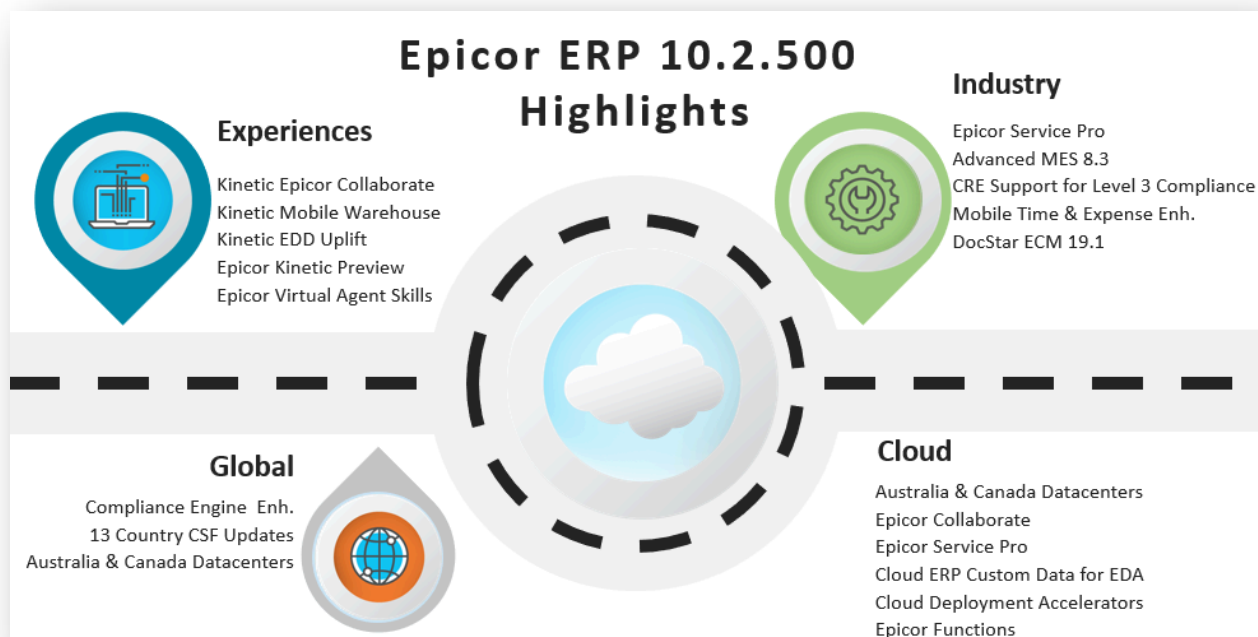 Epicor ERP 10.2.500
Highlights
Experiences
Kinetic Epicor Collaborate
Kinetic Mobile Warehouse
Kinetic EDD Uplift
Epicor Kinetic Preview
Epicor Virtual Agent Skills
Industry
Epicor Service Pro
Advanced MES 8.3
CRE Support for Level 3 Compliance
Mobile Time & Expense Enh.
DocStar ECM 19.1
Global
Compliance Engine Enh.
13 Country CSF Updates
Australia & Canada Datacenters
Cloud
Australia & Canada Datacenters
Epicor Collaborate
Epicor Service Pro
Cloud ERP Custom Data for EDA
Cloud Deployment Accelerators
Epicor Functions